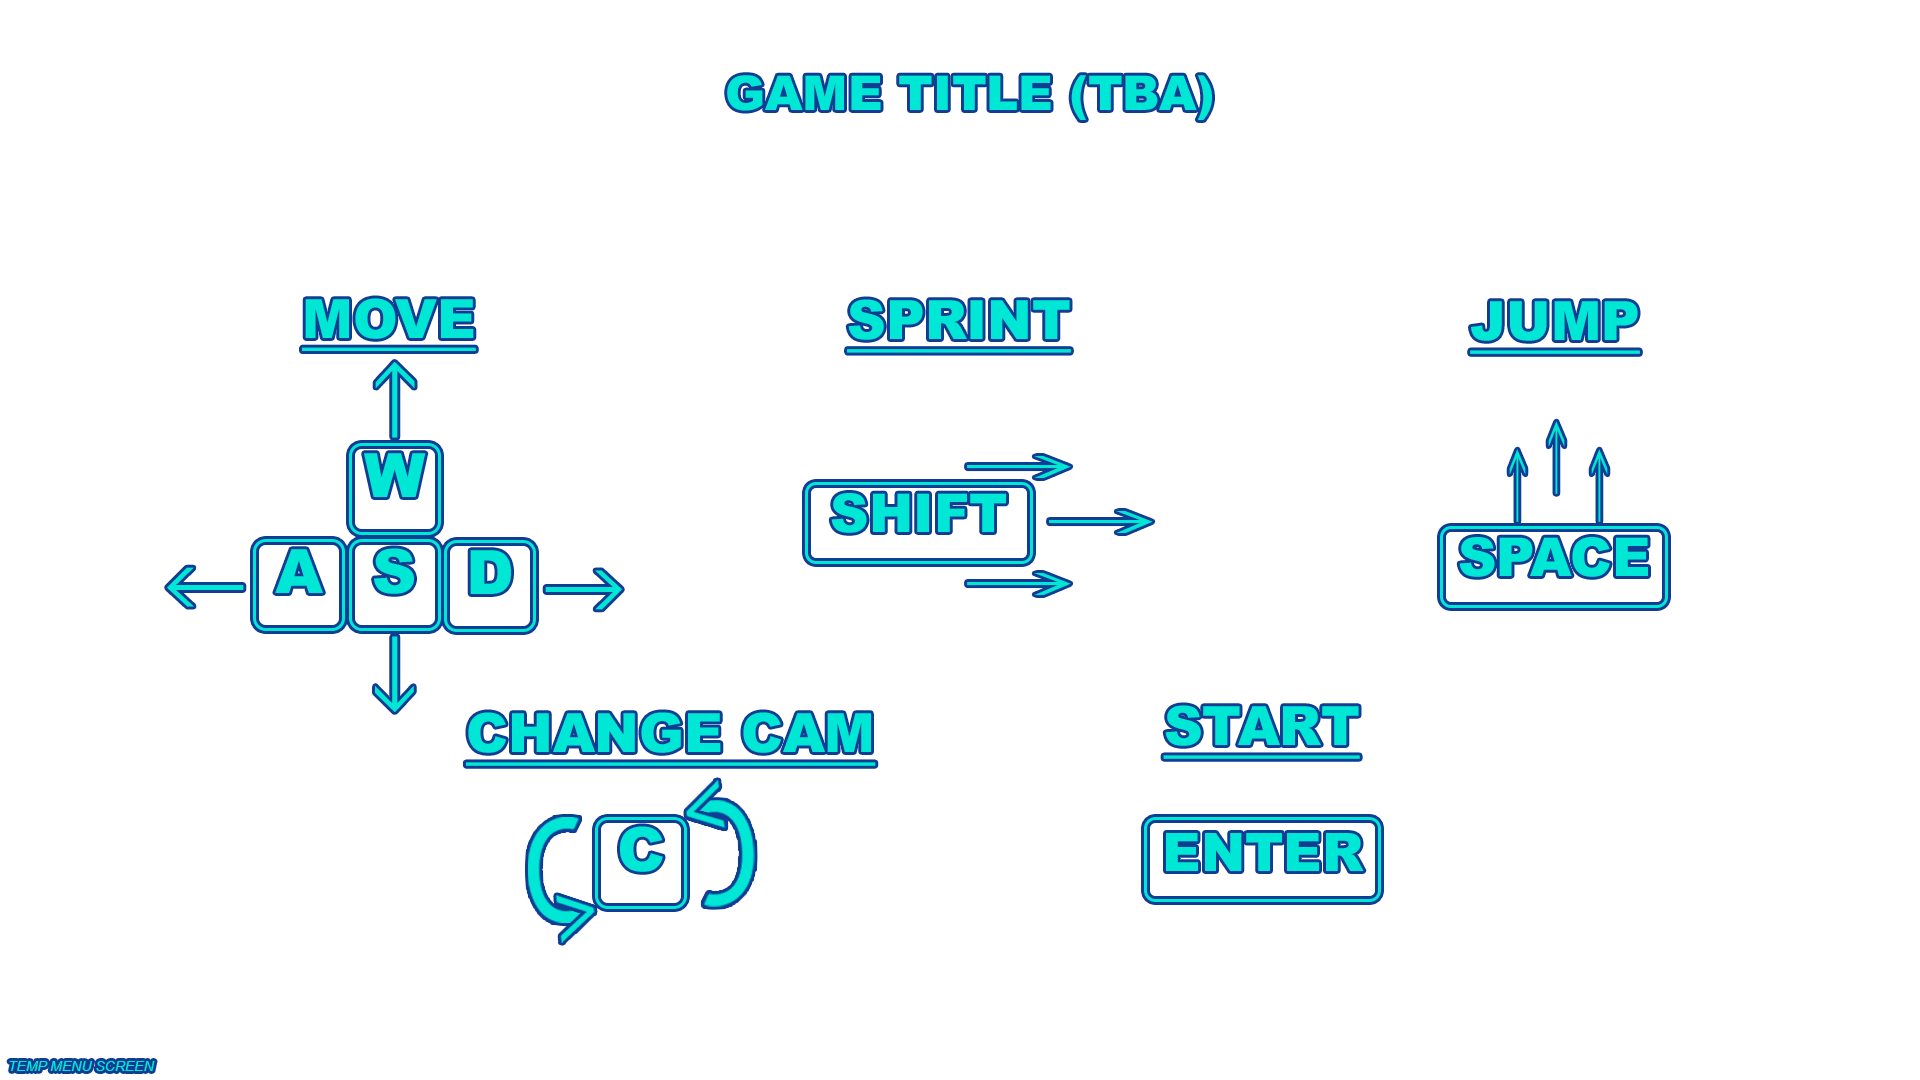 GAME TITLE (TBA)
MOVE
SPRINT
JUMP
W
A S D
SHIFT
SPACE
CHANGE CAM
START
C
ENTER
TEMP MENU SCREEN